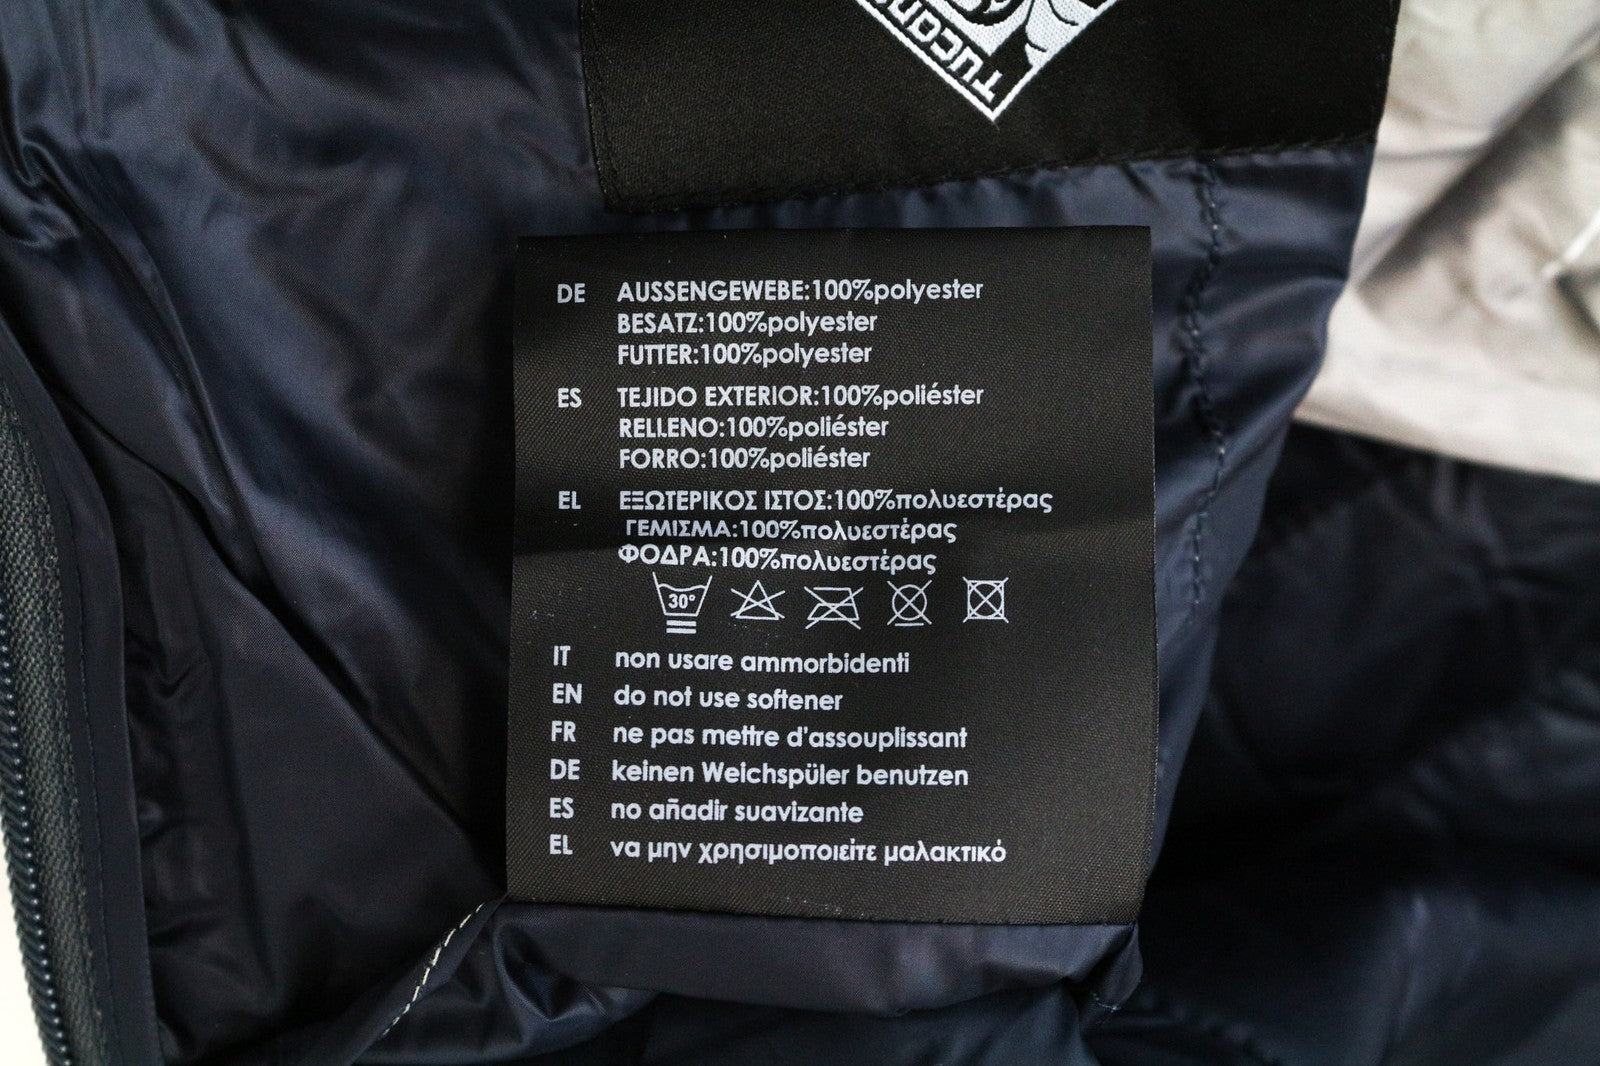 TUCANO
DE AUSSENGEWEBE:100%polyester
BESATZ:100%polyester
FUTTER:100%polyester
ES TEJIDO EXTERIOR:100%poliéster
RELLENO:100%poliéster
FORRO:100%poliéster
EL ΕΞΩΤΕΡΙΚΟΣ ΙΣΤΟΣ:100%πολυεστέρας
ΓΕΜΙΣΜΑ:100%πολυεστέρας
ΦΟΔΡΑ:100%πολυεστέρας
30°
IT non usare ammorbidenti
EN do not use softener
FR ne pas mettre d'assouplissant
DE keinen Weichspüler benutzen
ES no añadir suavizante
EL να μην χρησιμοποιείτε μαλακτικό